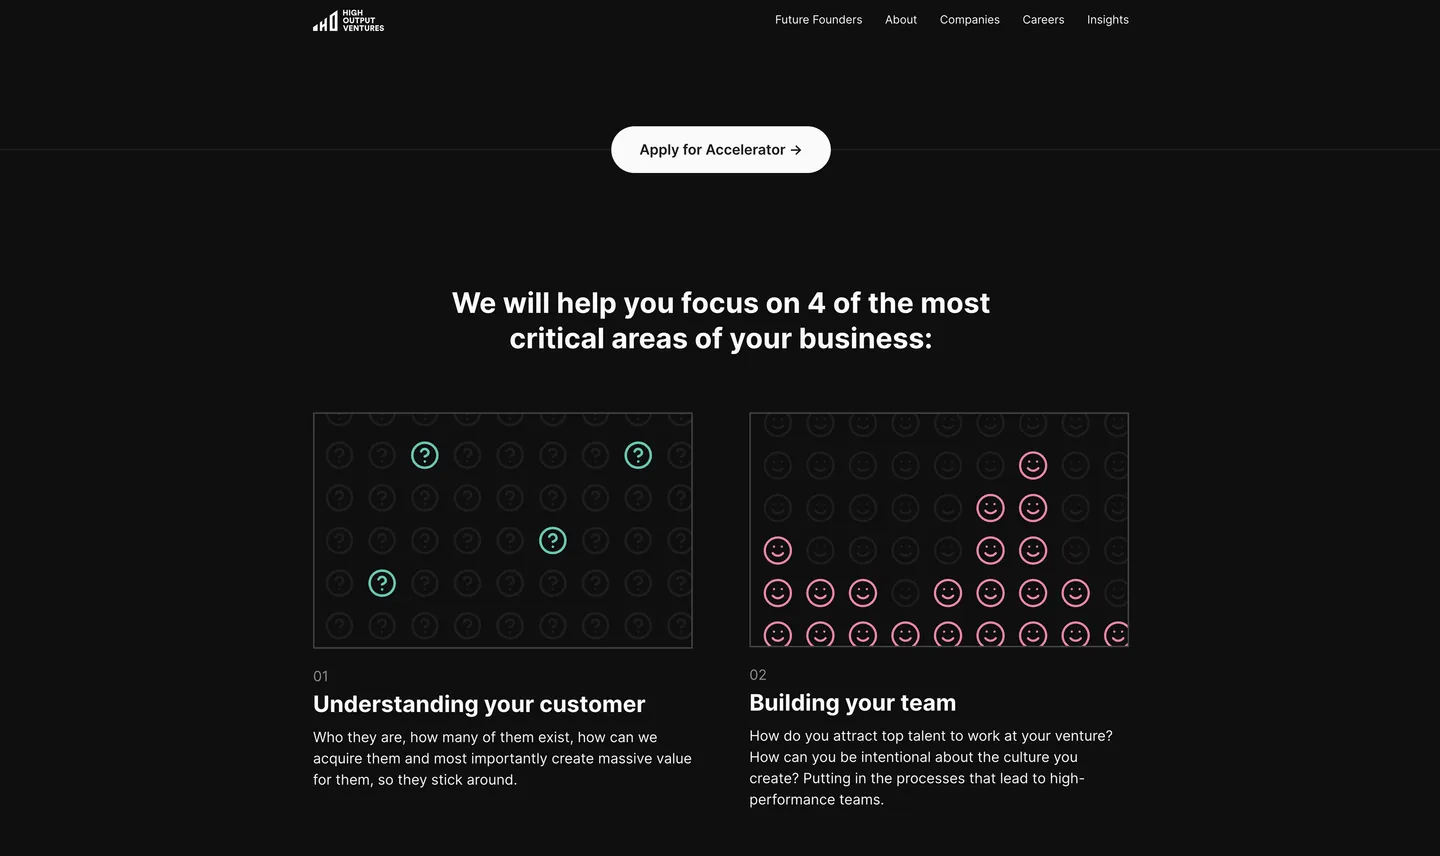 HIGH
OUTPUT
VENTURES
Future Founders About Companies Careers Insights
Apply for Accelerator →
We will help you focus on 4 of the most
critical areas of your business:
01
Understanding your customer
Who they are, how many of them exist, how can we
acquire them and most importantly create massive value
for them, so they stick around.
02
Building your team
How do you attract top talent to work at your venture?
How can you be intentional about the culture you
create? Putting in the processes that lead to high-
performance teams.